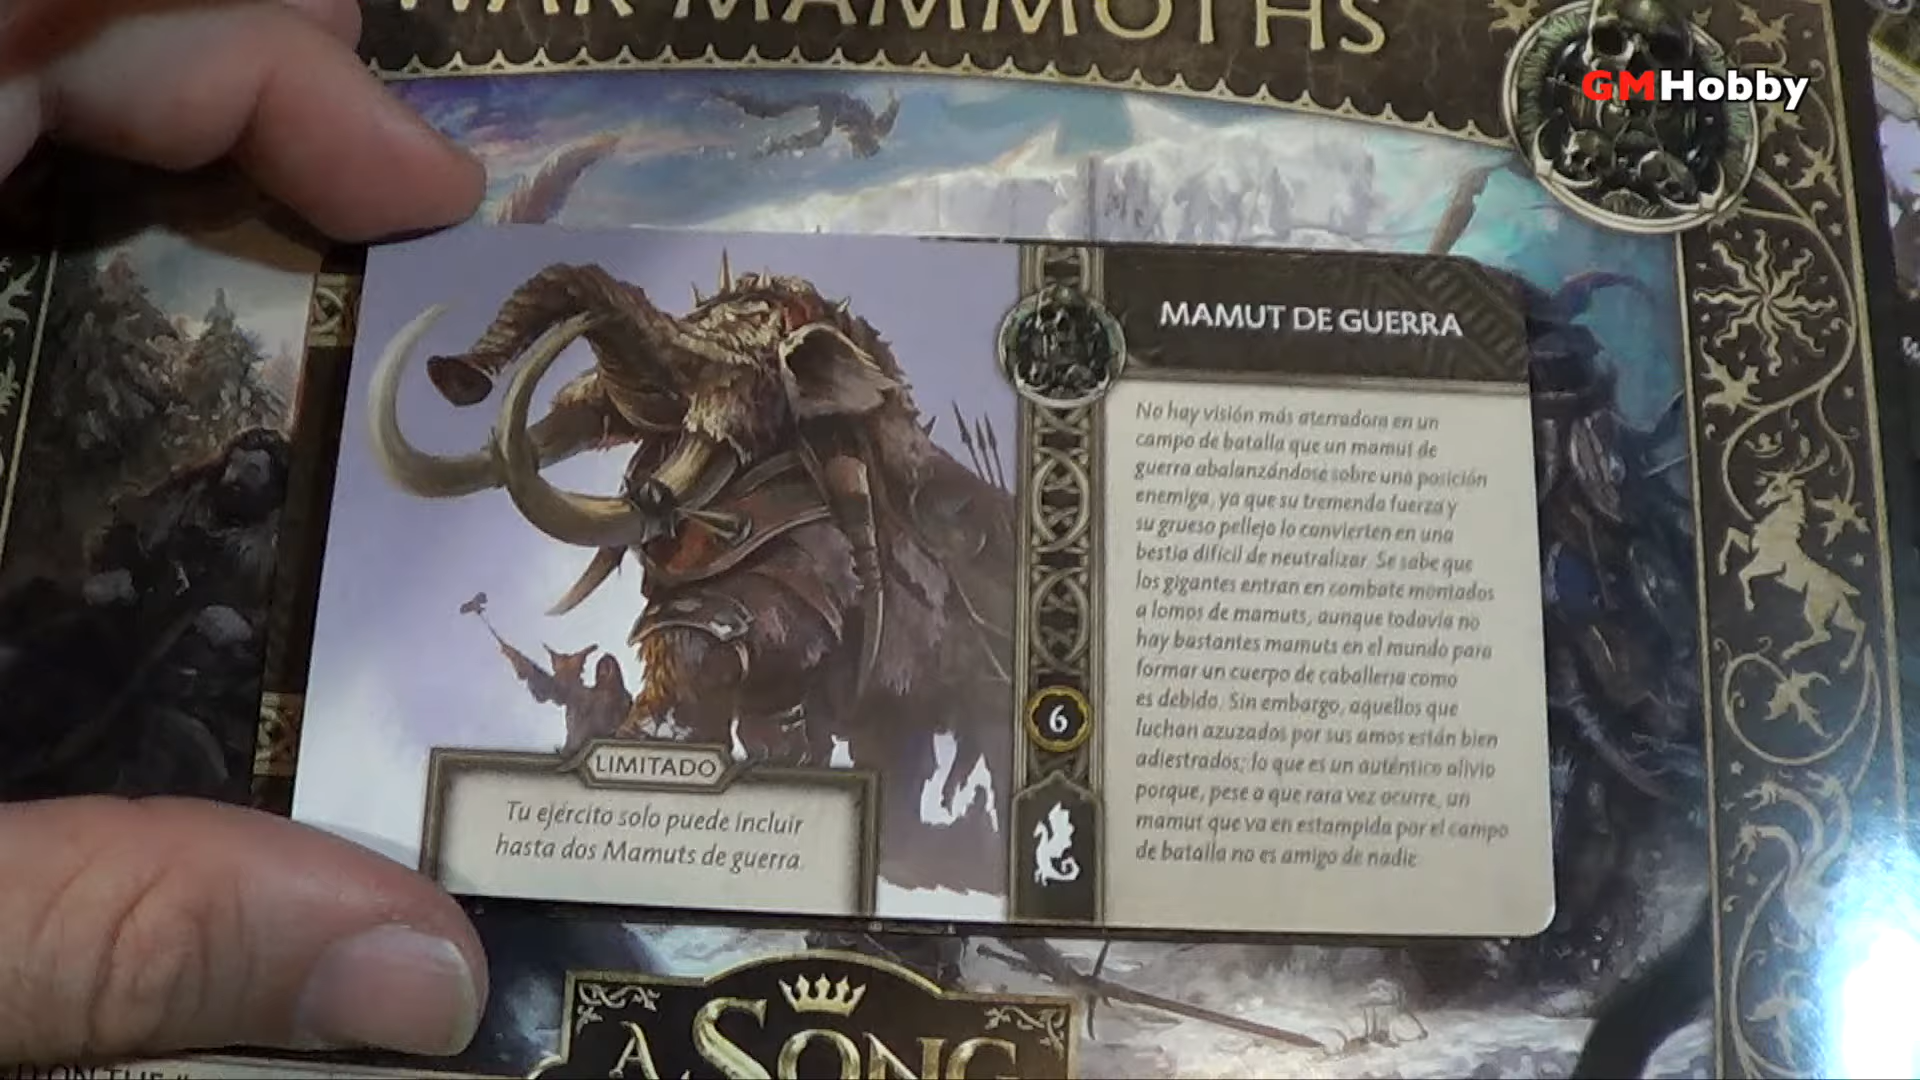 WAR MAMMOTHS
GMHobby
MAMUT DE GUERRA
No hay visión más aterradora en un
campo de batalla que un mamut de
guerra abalanzándose sobre una posición
enemiga, ya que su tremenda fuerza y
su grueso pellejo lo convierten en una
bestia difícil de neutralizar. Se sabe que
los gigantes entran en combate montados
a lomos de mamuts, aunque todavía no
hay bastantes mamuts en el mundo para
formar un cuerpo de caballería como
es debido. Sin embargo, aquellos que
luchan azuzados por sus amos están bien
adiestrados; lo que es un auténtico alivio
porque, pese a que rara vez ocurre, un
mamut que va en estampida por el campo
de batalla no es amigo de nadie
6
LIMITADO
Tu ejército solo puede incluir
hasta dos Mamuts de guerra.
A SONG